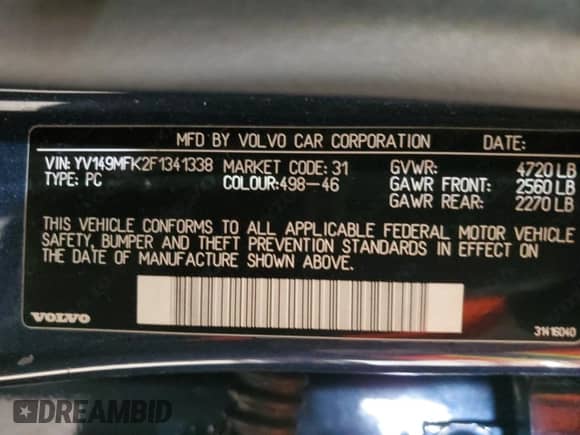 MFD BY VOLVO CAR CORPORATION DATE:
VIN: YV149MFK2F1341338 MARKET CODE: 31 GVWR: 4720 LB
TYPE: PC COLOUR:498-46 GAWR FRONT: 2560 LB
GAWR REAR: 2270 LB
THIS VEHICLE CONFORMS TO ALL APPLICABLE FEDERAL MOTOR VEHICLE
SAFETY, BUMPER AND THEFT PREVENTION STANDARDS IN EFFECT ON
THE DATE OF MANUFACTURE SHOWN ABOVE.
VOLVO 31416040
DREAMBID